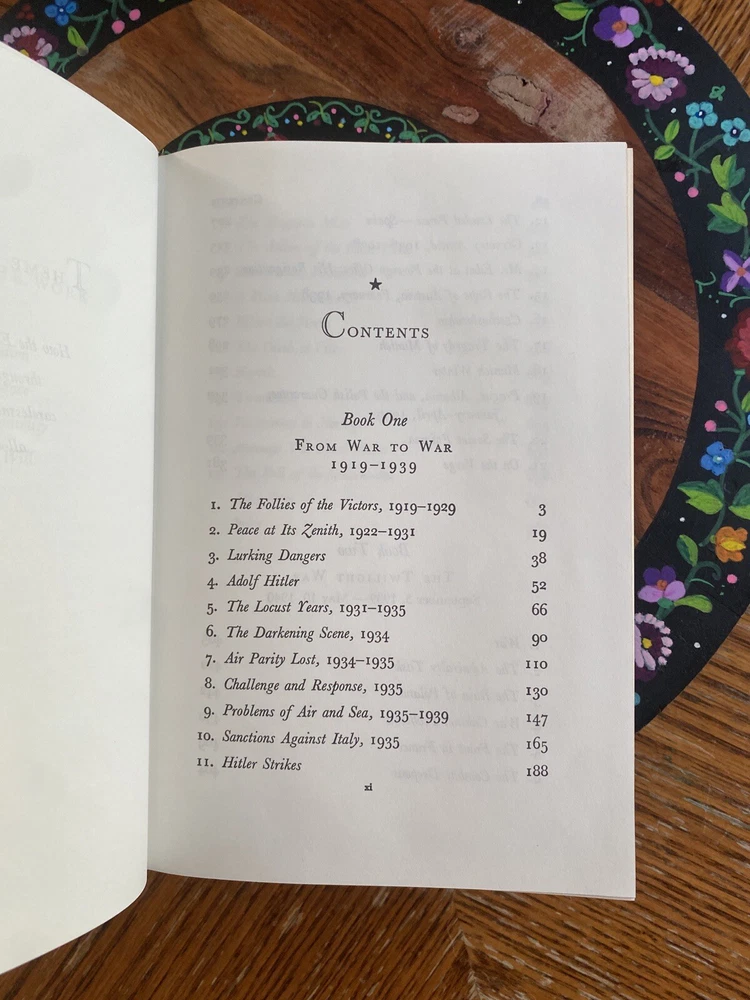 ★
Contents
Book One
From War to War
1919–1939
1. The Follies of the Victors, 1919–1929 3
2. Peace at Its Zenith, 1922–1931 19
3. Lurking Dangers 38
4. Adolf Hitler 52
5. The Locust Years, 1931–1935 66
6. The Darkening Scene, 1934 90
7. Air Parity Lost, 1934–1935 110
8. Challenge and Response, 1935 130
9. Problems of Air and Sea, 1935–1939 147
10. Sanctions Against Italy, 1935 165
11. Hitler Strikes 188
xi